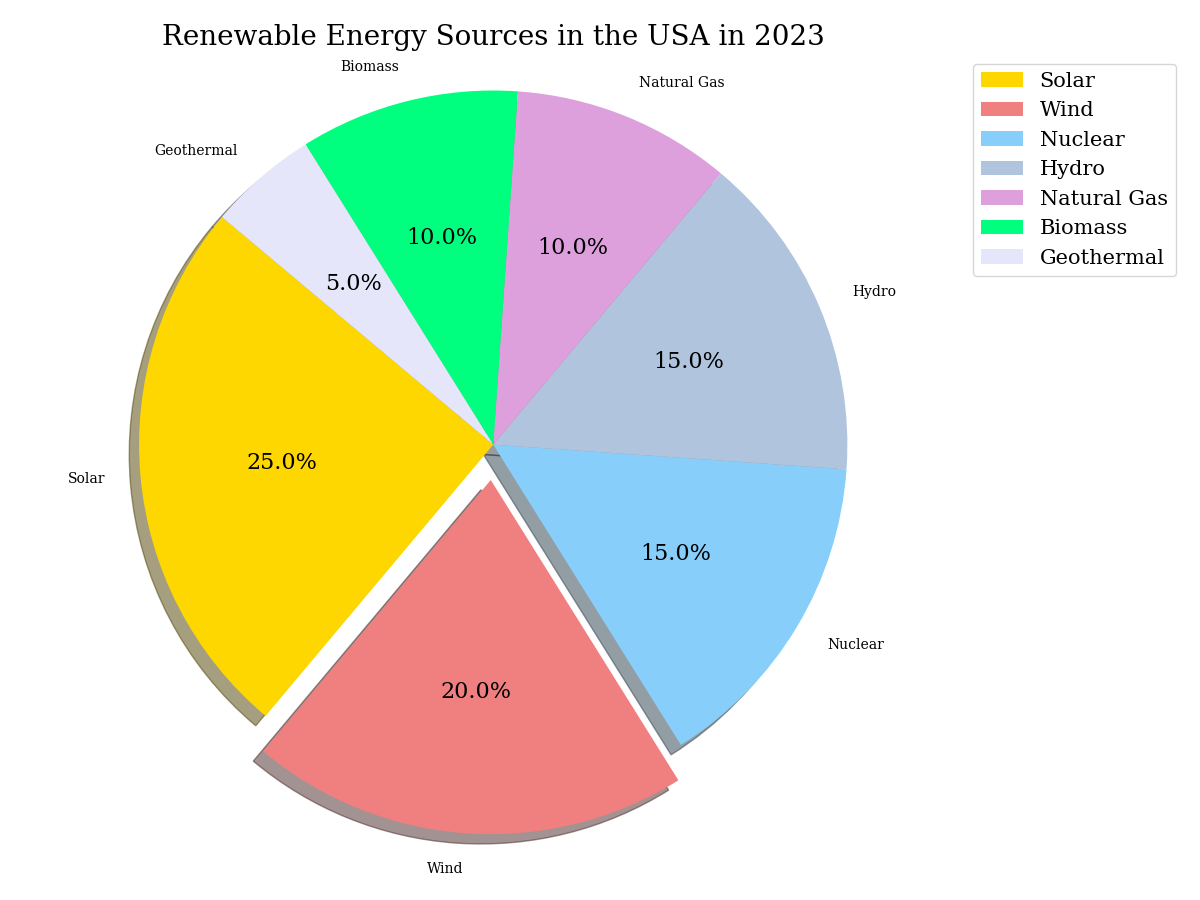 Renewable Energy Sources in the USA in 2023
Biomass
Natural Gas
Geothermal
Hydro
Solar
Nuclear
Wind
10.0%
10.0%
5.0%
15.0%
25.0%
15.0%
20.0%
Solar
Wind
Nuclear
Hydro
Natural Gas
Biomass
Geothermal